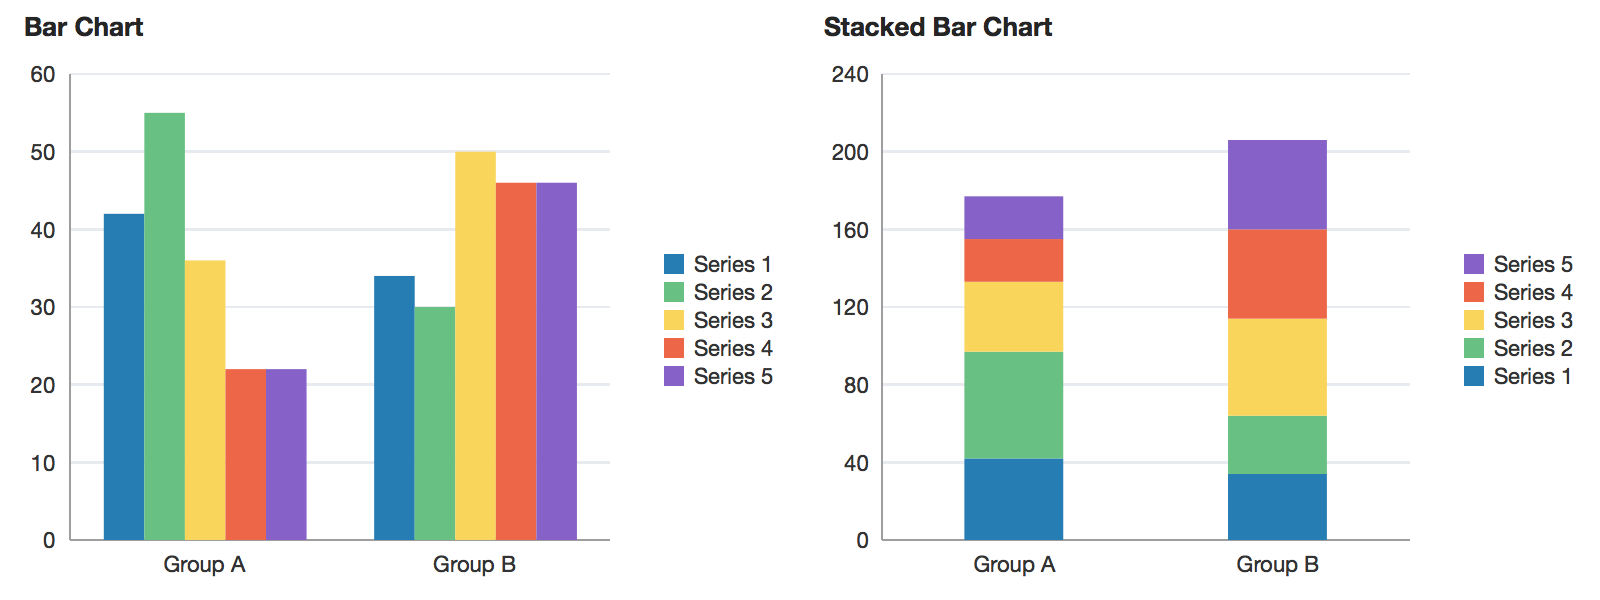 Bar Chart
60
50
40
30
20
10
0
Group A
Group B
Series 1
Series 2
Series 3
Series 4
Series 5
Stacked Bar Chart
240
200
160
120
80
40
0
Group A
Group B
Series 5
Series 4
Series 3
Series 2
Series 1